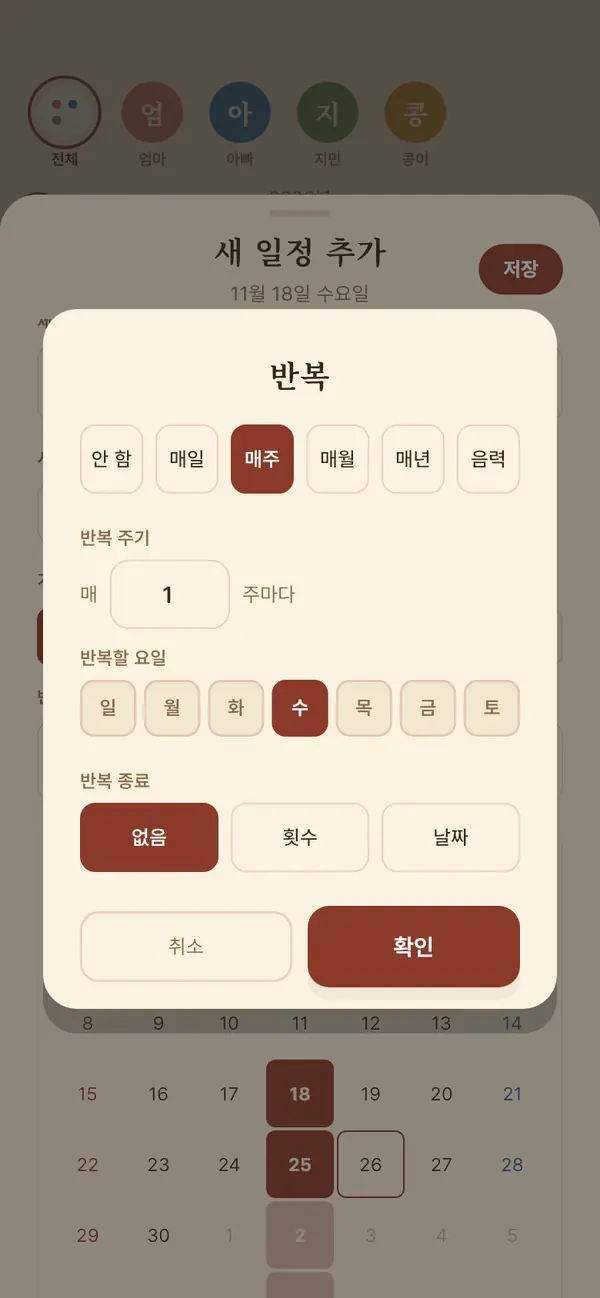 엄 아 지 콩
전체 엄마 아빠 지민 콩이
새 일정 추가
저장
11월 18일 수요일
반복
안 함 매일 매주 매월 매년 음력
반복 주기
매 1 주마다
반복할 요일
일 월 화 수 목 금 토
반복 종료
없음 횟수 날짜
취소 확인
8 9 10 11 12 13 14
15 16 17 18 19 20 21
22 23 24 25 26 27 28
29 30 1 2 3 4 5